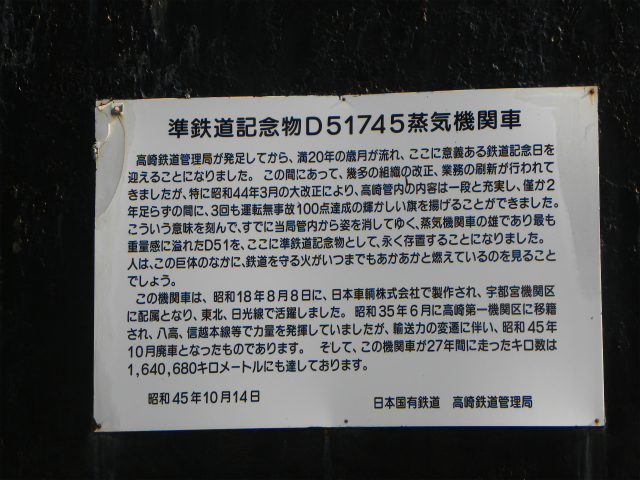 準鉄道記念物D51745蒸気機関車
高崎鉄道管理局が発足してから、満20年の歳月が流れ、ここに意義ある鉄道記念日を
迎えることになりました。この間にあって、幾多の組織の改正、業務の刷新が行われて
きましたが、特に昭和44年3月の大改正により、高崎管内の内容は一段と充実し、僅か2
年足らずの間に、3回も運転無事故100点達成の輝かしい旗を揚げることができました。
こういう意味を刻んで、すでに当局管内から姿を消してゆく、蒸気機関車の雄であり最も
重量感に溢れたD51を、ここに準鉄道記念物として、永く存置することになりました。
人は、この巨体のなかに、鉄道を守る火がいつまでもあかあかと燃えているのを見ること
でしょう。
この機関車は、昭和18年8月8日に、日本車輌株式会社で製作され、宇都宮機関区
に配属となり、東北、日光線で活躍しました。昭和35年6月に高崎第一機関区に移籍
され、八高、信越本線等で力量を発揮していましたが、輸送力の変遷に伴い、昭和45年
10月廃車となったものであります。そして、この機関車が27年間に走ったキロ数は
1,640,680キロメートルにも達しております。
昭和45年10月14日 日本国有鉄道 高崎鉄道管理局